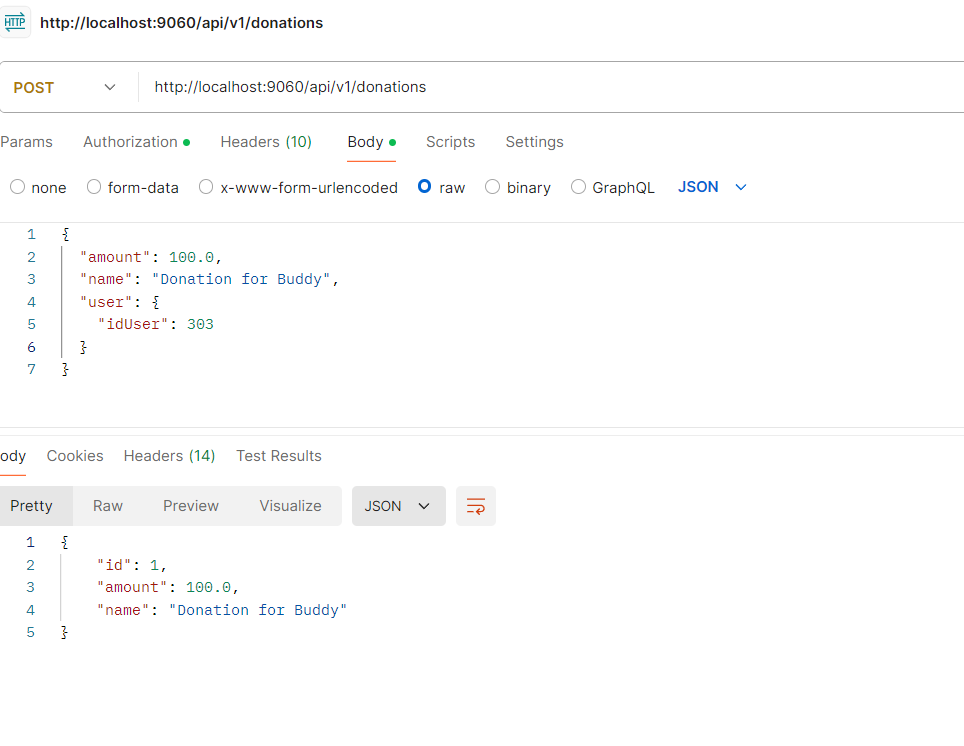 HTTP http://localhost:9060/api/v1/donations
POST http://localhost:9060/api/v1/donations
Params Authorization Headers (10) Body Scripts Settings
none form-data x-www-form-urlencoded raw binary GraphQL JSON
1 {
2 "amount": 100.0,
3 "name": "Donation for Buddy",
4 "user": {
5 "idUser": 303
6 }
7 }
ody Cookies Headers (14) Test Results
Pretty Raw Preview Visualize JSON
1 {
2 "id": 1,
3 "amount": 100.0,
4 "name": "Donation for Buddy"
5 }